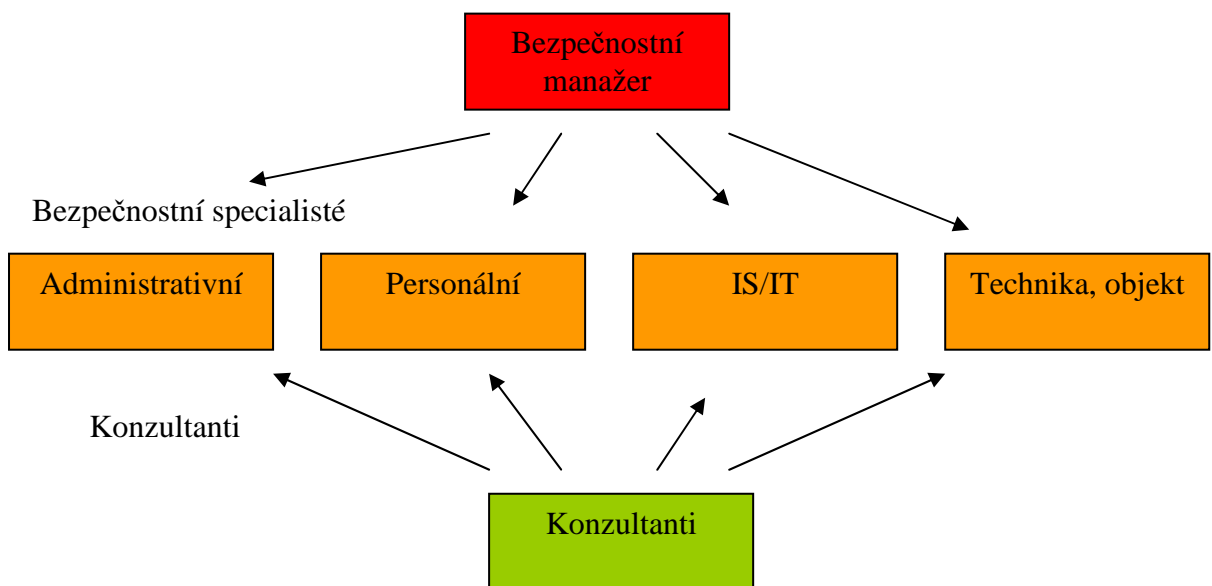 Bezpečnostní
manažer
Bezpečnostní specialisté
Administrativní
Personální
IS/IT
Technika, objekt
Konzultanti
Konzultanti